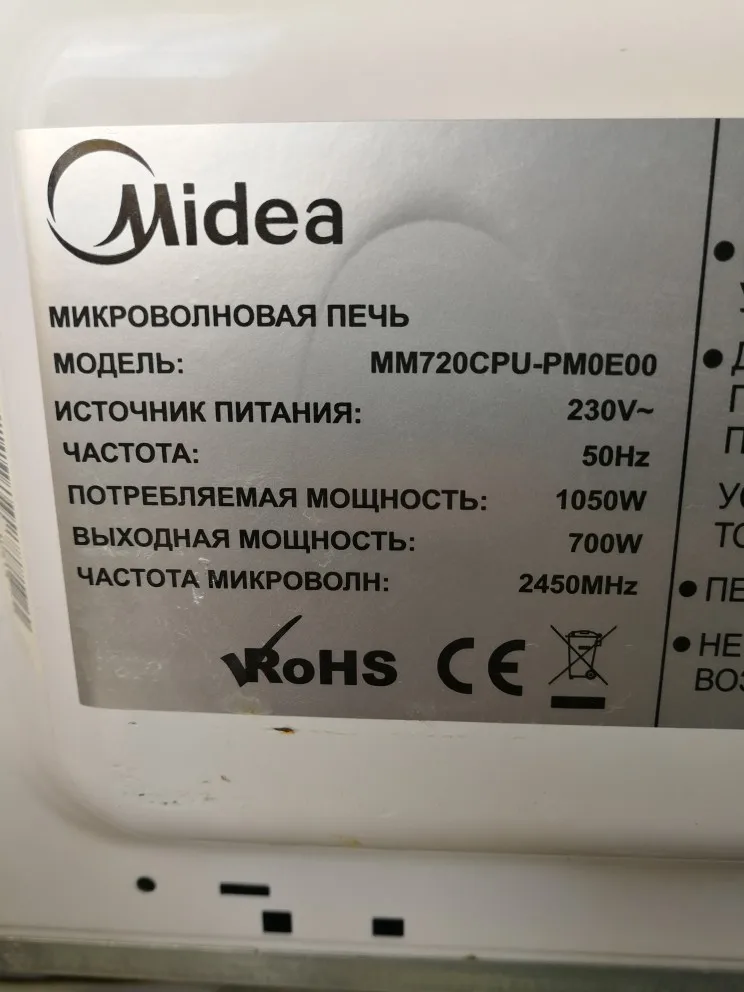 Midea
МИКРОВОЛНОВАЯ ПЕЧЬ
МОДЕЛЬ: MM720CPU-PM0E00
ИСТОЧНИК ПИТАНИЯ: 230V~
ЧАСТОТА: 50Hz
ПОТРЕБЛЯЕМАЯ МОЩНОСТЬ: 1050W
ВЫХОДНАЯ МОЩНОСТЬ: 700W
ЧАСТОТА МИКРОВОЛН: 2450MHz
RoHS CE
● НЕ